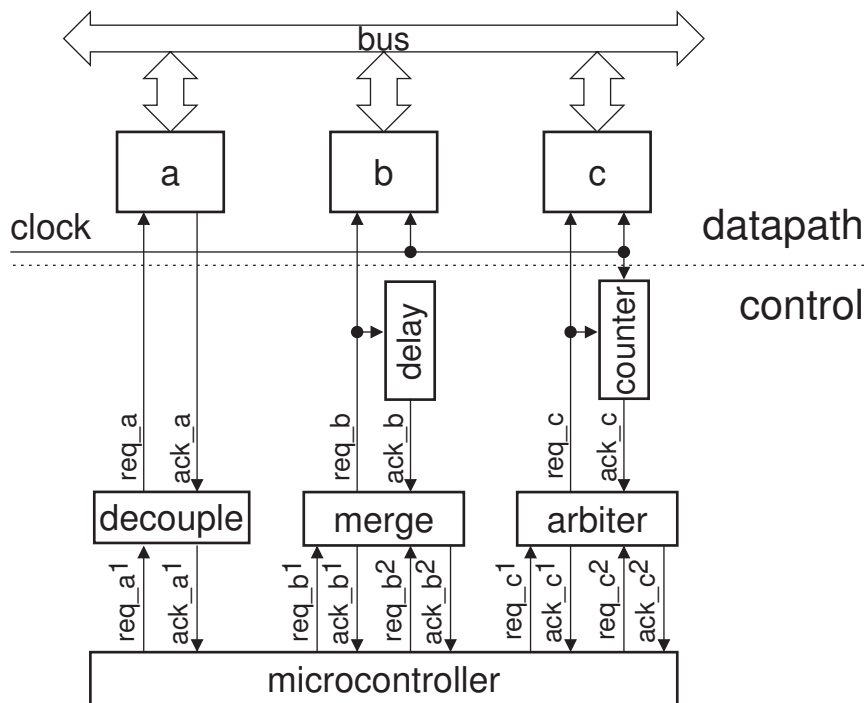 bus
a
b
c
clock
datapath
control
delay
counter
req_a
ack_a
req_b
ack_b
req_c
ack_c
decouple
merge
arbiter
req_a¹
ack_a¹
req_b¹
ack_b¹
req_b²
ack_b²
req_c¹
ack_c¹
req_c²
ack_c²
microcontroller